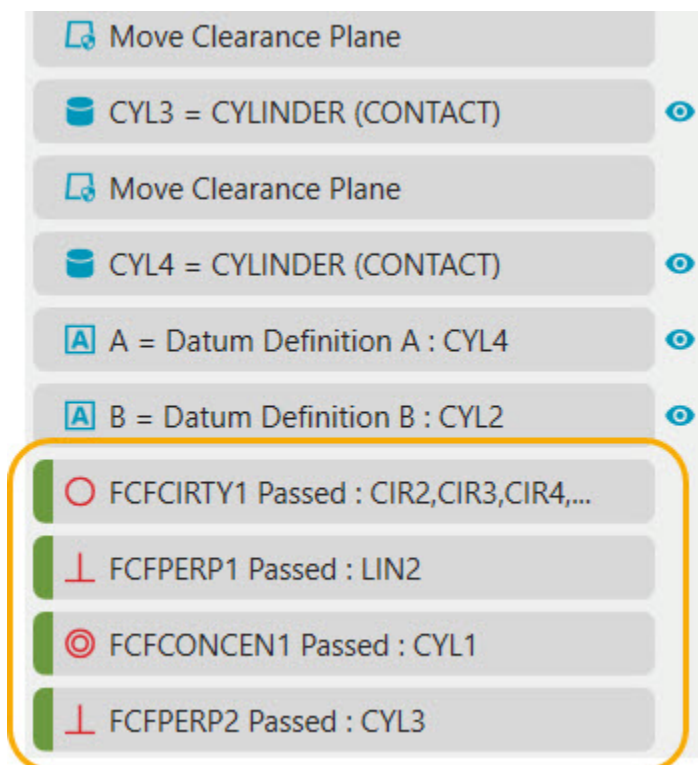 Move Clearance Plane
CYL3 = CYLINDER (CONTACT)
Move Clearance Plane
CYL4 = CYLINDER (CONTACT)
A A = Datum Definition A : CYL4
A B = Datum Definition B : CYL2
FCFCIRTY1 Passed : CIR2,CIR3,CIR4,...
FCFPERP1 Passed : LIN2
FCFCONCEN1 Passed : CYL1
FCFPERP2 Passed : CYL3